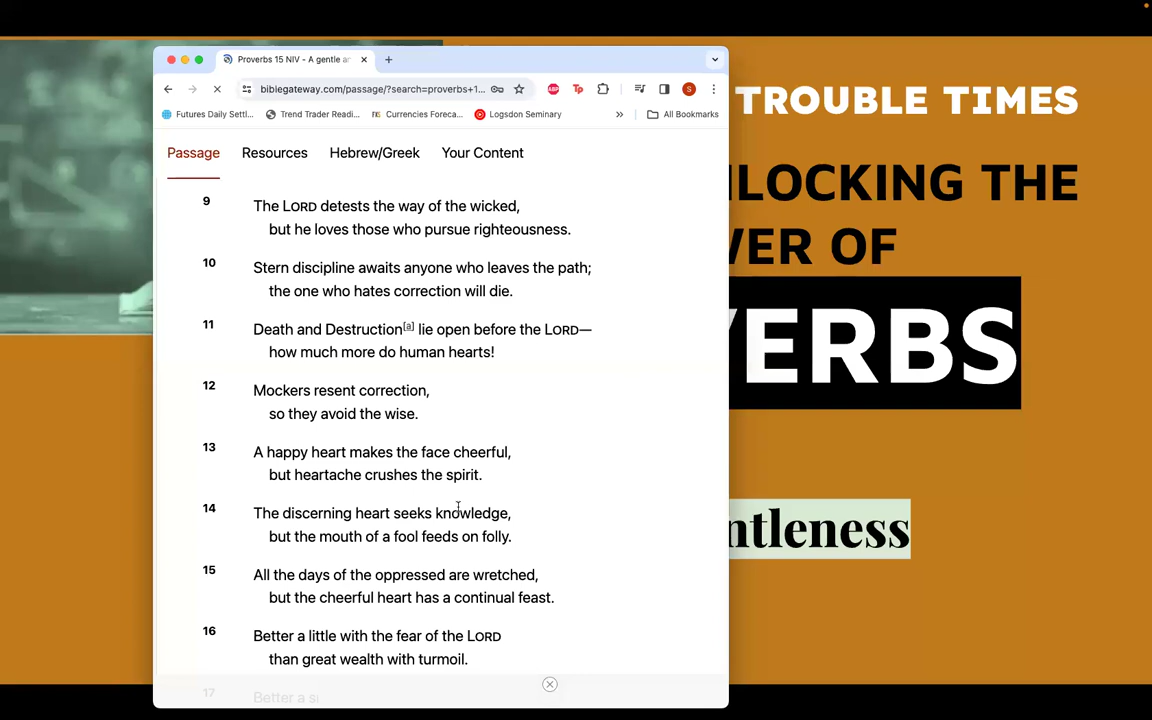 Proverbs 15 NIV - A gentle a
biblegateway.com/passage/?search=proverbs+1...
Futures Daily Settl...
Trend Trader Readi...
Currencies Foreca...
Logsdon Seminary
»
All Bookmarks
Passage
Resources
Hebrew/Greek
Your Content
9 The LORD detests the way of the wicked,
but he loves those who pursue righteousness.
10 Stern discipline awaits anyone who leaves the path;
the one who hates correction will die.
11 Death and Destruction[a] lie open before the LORD—
how much more do human hearts!
12 Mockers resent correction,
so they avoid the wise.
13 A happy heart makes the face cheerful,
but heartache crushes the spirit.
14 The discerning heart seeks knowledge,
but the mouth of a fool feeds on folly.
15 All the days of the oppressed are wretched,
but the cheerful heart has a continual feast.
16 Better a little with the fear of the LORD
than great wealth with turmoil.
17 Better a s
TROUBLE TIMES
NLOCKING THE
WER OF
VERBS
ntleness